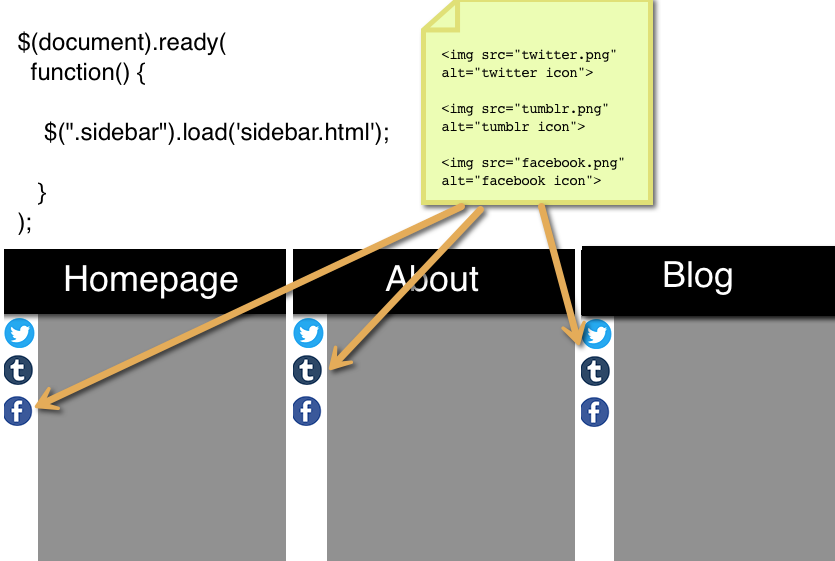 $(document).ready(
function() {
$(".sidebar").load('sidebar.html');
}
);
<img src="twitter.png"
alt="twitter icon">
<img src="tumblr.png"
alt="tumblr icon">
<img src="facebook.png"
alt="facebook icon">
Homepage
About
Blog
t
f
t
f
t
f